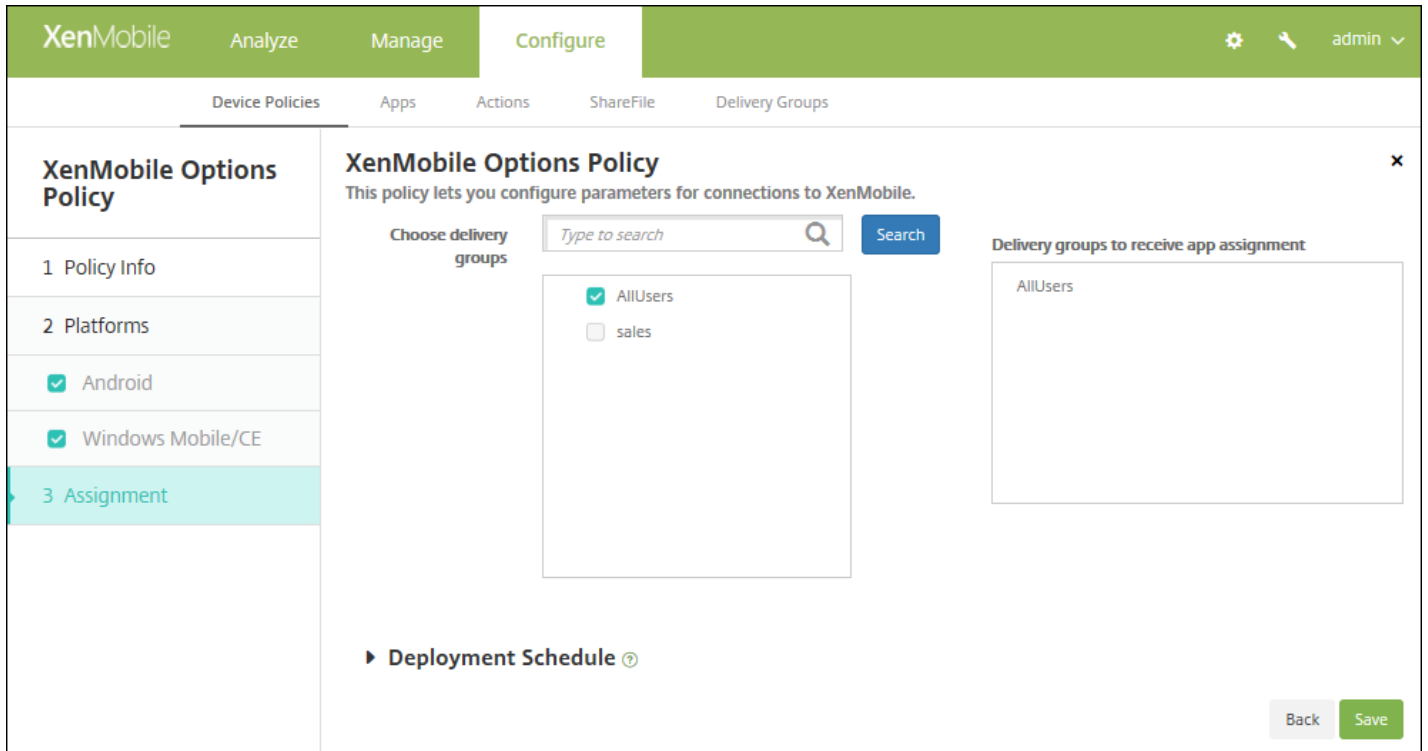 XenMobile Analyze Manage Configure admin
Device Policies Apps Actions ShareFile Delivery Groups
XenMobile Options
Policy
1 Policy Info
2 Platforms
Android
Windows Mobile/CE
3 Assignment
XenMobile Options Policy
This policy lets you configure parameters for connections to XenMobile.
Choose delivery
groups
Type to search
Search
AllUsers
sales
Delivery groups to receive app assignment
AllUsers
Deployment Schedule ?
Back Save